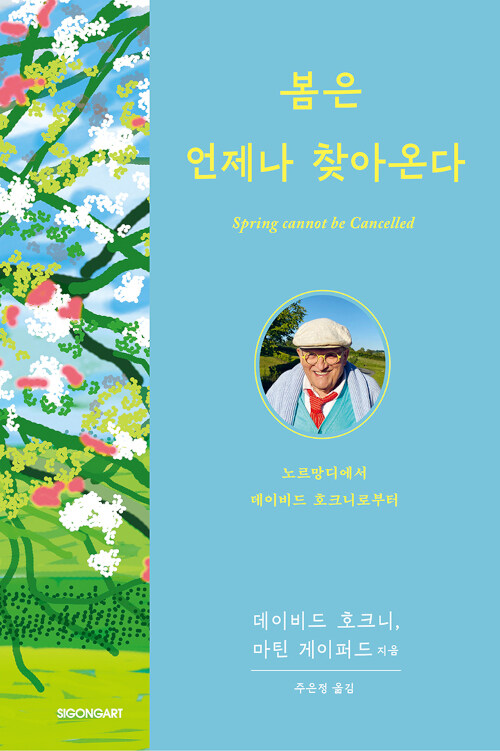 봄은
언제나 찾아온다
Spring cannot be Cancelled
노르망디에서
데이비드 호크니로부터
데이비드 호크니,
마틴 게이퍼드 지음
주은정 옮김
SIGONGART